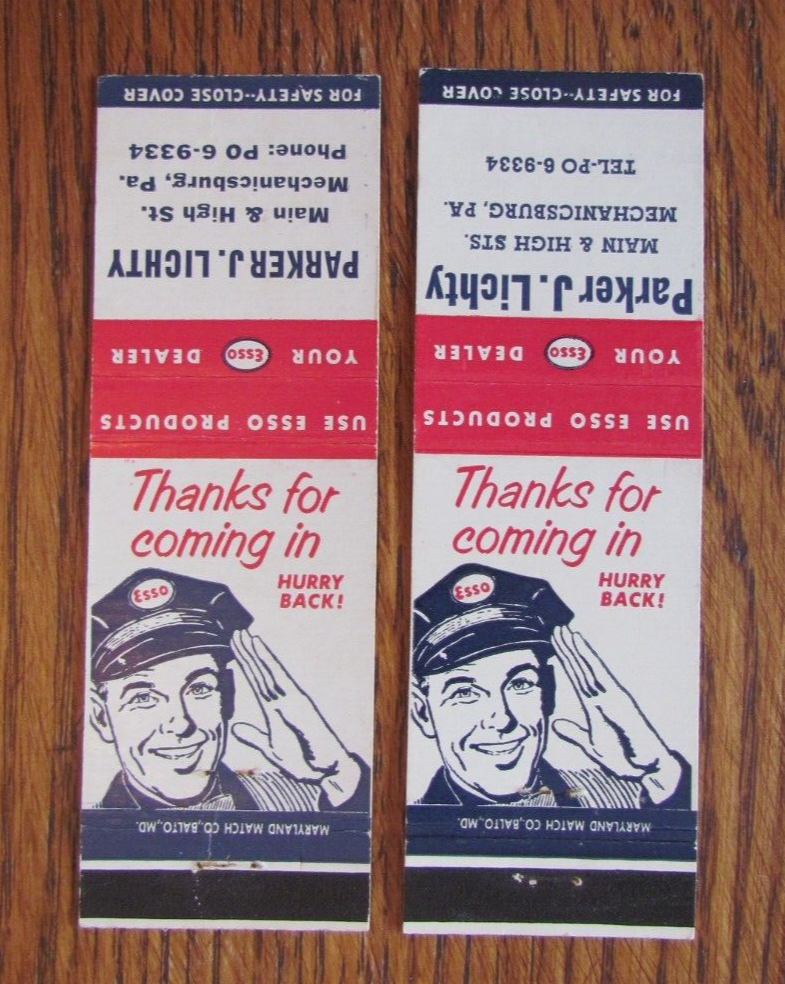 FOR SAFETY--CLOSE COVER
Phone: PO 6-9334
Mechanicsburg, Pa.
Main & High St.
PARKER J. LICHTY
YOUR Esso DEALER
USE ESSO PRODUCTS
Thanks for
coming in
HURRY
BACK!
Esso
MARYLAND MATCH CO., BALTO., MD.
FOR SAFETY--CLOSE COVER
TEL-PO 6-9334
MECHANICSBURG, PA.
MAIN & HIGH STS.
Parker J. Lichty
YOUR Esso DEALER
USE ESSO PRODUCTS
Thanks for
coming in
HURRY
BACK!
Esso
MARYLAND MATCH CO., BALTO., MD.